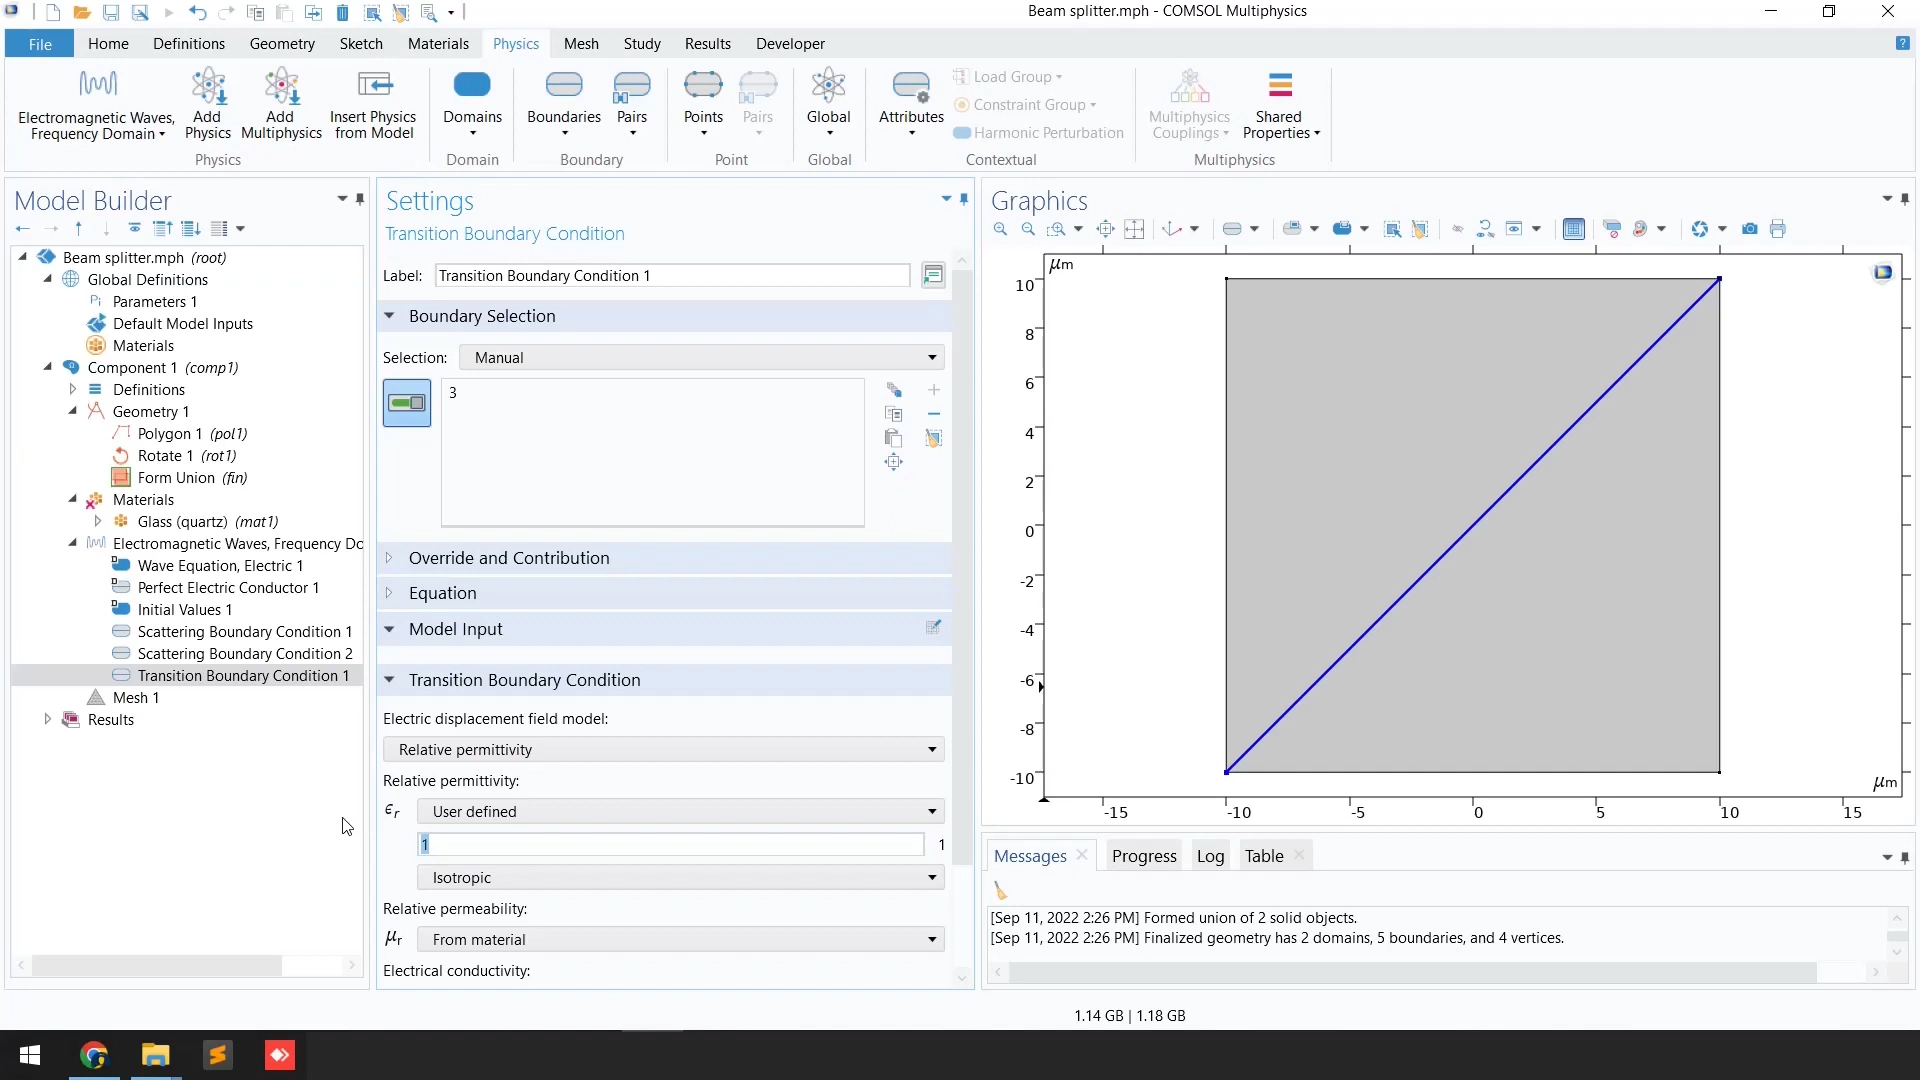 Beam splitter.mph - COMSOL Multiphysics
File
Home
Definitions
Geometry
Sketch
Materials
Physics
Mesh
Study
Results
Developer
Electromagnetic Waves,
Frequency Domain
Add
Physics
Add
Multiphysics
Insert Physics
from Model
Domains
Boundaries
Pairs
Points
Pairs
Global
Attributes
Load Group
Constraint Group
Harmonic Perturbation
Multiphysics
Couplings
Shared
Properties
Physics
Domain
Boundary
Point
Global
Contextual
Multiphysics
Model Builder
Beam splitter.mph (root)
Global Definitions
Pi Parameters 1
Default Model Inputs
Materials
Component 1 (comp1)
Definitions
Geometry 1
Polygon 1 (pol1)
Rotate 1 (rot1)
Form Union (fin)
Materials
Glass (quartz) (mat1)
Electromagnetic Waves, Frequency Do
Wave Equation, Electric 1
Perfect Electric Conductor 1
Initial Values 1
Scattering Boundary Condition 1
Scattering Boundary Condition 2
Transition Boundary Condition 1
Mesh 1
Results
Settings
Transition Boundary Condition
Label: Transition Boundary Condition 1
Boundary Selection
Selection: Manual
3
Override and Contribution
Equation
Model Input
Transition Boundary Condition
Electric displacement field model:
Relative permittivity
Relative permittivity:
ϵr User defined
1 1
Isotropic
Relative permeability:
μr From material
Electrical conductivity:
Graphics
μm
10
8
6
4
2
0
-2
-4
-6
-8
-10
μm
-15 -10 -5 0 5 10 15
Messages
Progress
Log
Table
[Sep 11, 2022 2:26 PM] Formed union of 2 solid objects.
[Sep 11, 2022 2:26 PM] Finalized geometry has 2 domains, 5 boundaries, and 4 vertices.
1.14 GB | 1.18 GB